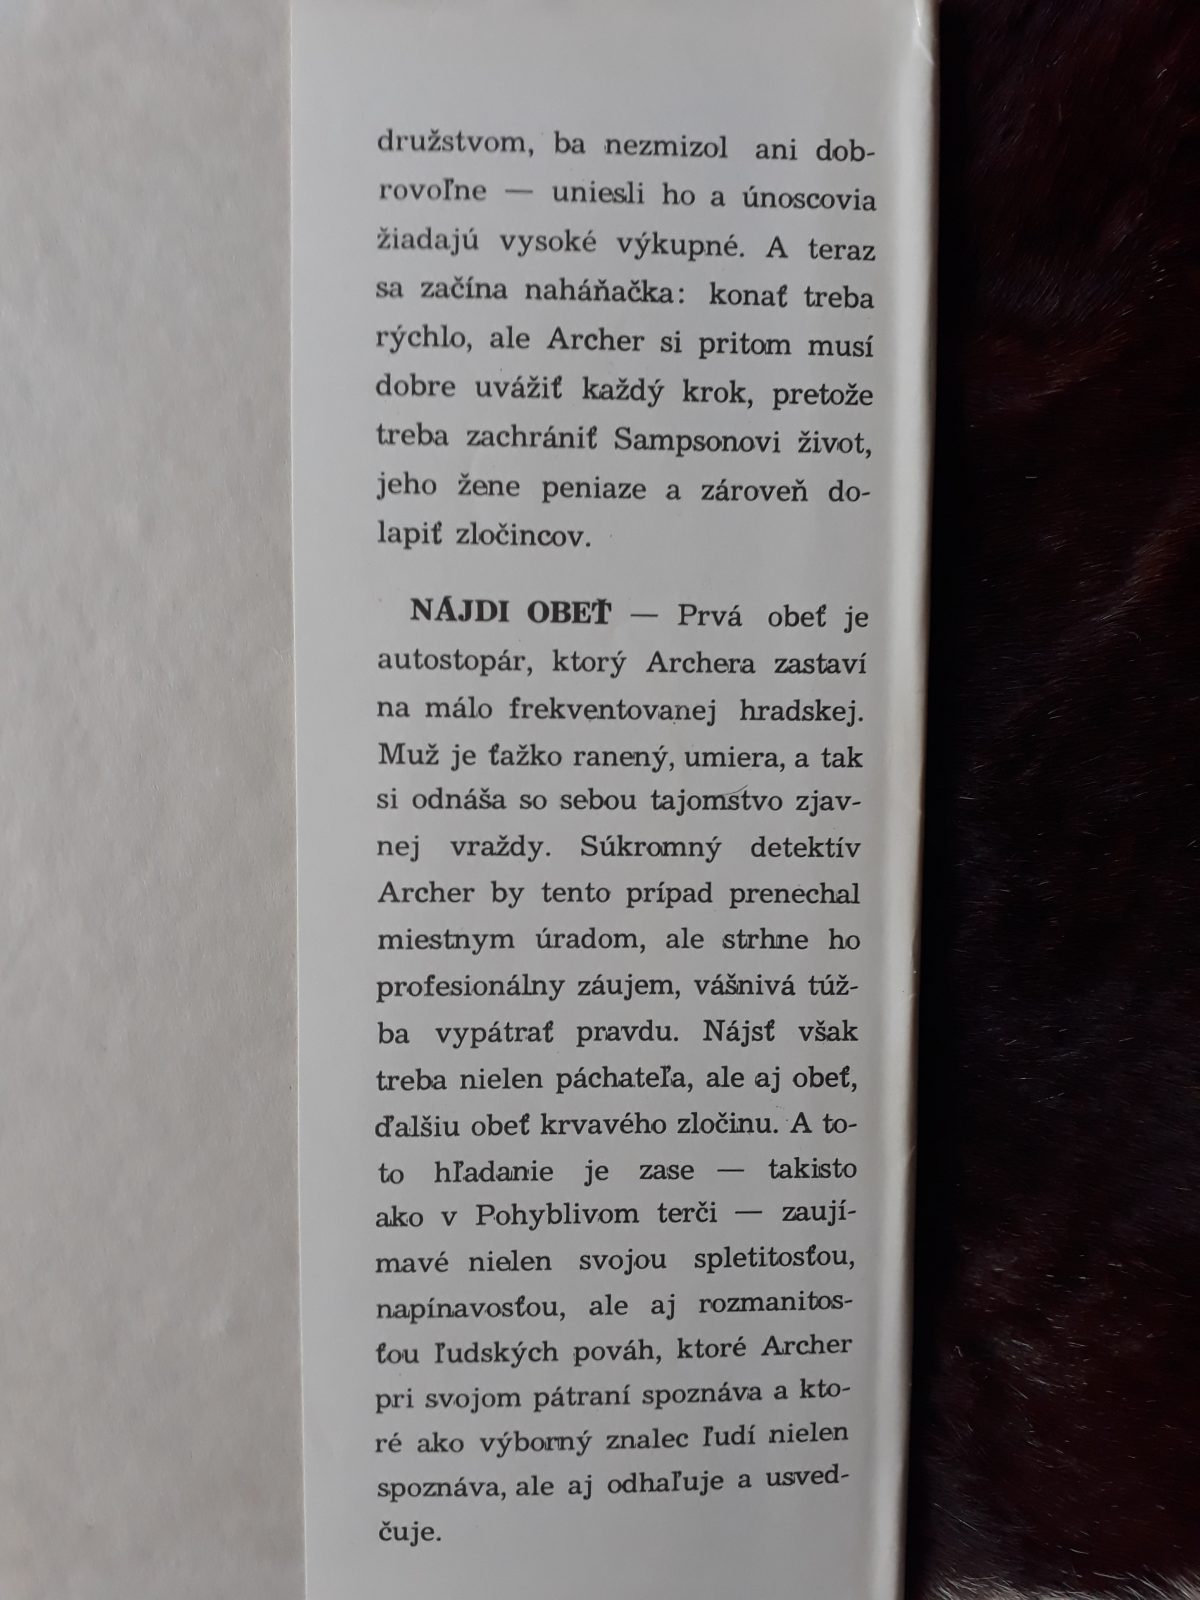 družstvom, ba nezmizol ani dob-
rovoľne — uniesli ho a únoscovia
žiadajú vysoké výkupné. A teraz
sa začína naháňačka: konať treba
rýchlo, ale Archer si pritom musí
dobre uvážiť každý krok, pretože
treba zachrániť Sampsonovi život,
jeho žene peniaze a zároveň do-
lapiť zločincov.
NÁJDI OBEŤ — Prvá obeť je
autostopár, ktorý Archera zastaví
na málo frekventovanej hradskej.
Muž je ťažko ranený, umiera, a tak
si odnáša so sebou tajomstvo zjav-
nej vraždy. Súkromný detektív
Archer by tento prípad prenechal
miestnym úradom, ale strhne ho
profesionálny záujem, vášnivá túž-
ba vypátrať pravdu. Nájsť však
treba nielen páchateľa, ale aj obeť,
ďalšiu obeť krvavého zločinu. A to-
to hľadanie je zase — takisto
ako v Pohyblivom terči — zaují-
mavé nielen svojou spletitosťou,
napínavosťou, ale aj rozmanitos-
ťou ľudských pováh, ktoré Archer
pri svojom pátraní spoznáva a kto-
ré ako výborný znalec ľudí nielen
spoznáva, ale aj odhaľuje a usved-
čuje.